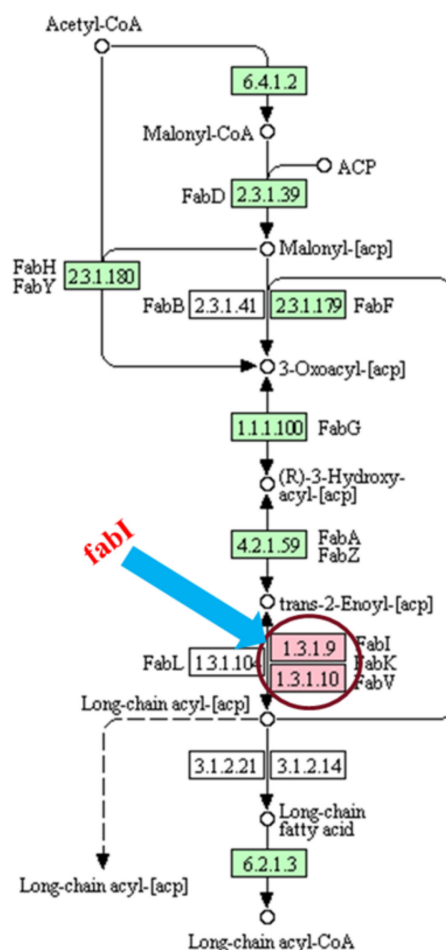 Acetyl-CoA
6.4.1.2
Malonyl-CoA
ACP
FabD
2.3.1.39
Malonyl-[acp]
FabH
FabY
2.3.1.180
FabB
2.3.1.41
2.3.1.179
FabF
3-Oxoacyl-[acp]
1.1.1.100
FabG
(R)-3-Hydroxy-
acyl-[acp]
fabI
4.2.1.59
FabA
FabZ
trans-2-Enoyl-[acp]
FabL
1.3.1.104
1.3.1.9
1.3.1.10
FabI
FabK
FabV
Long-chain acyl-[acp]
3.1.2.21
3.1.2.14
Long-chain
fatty acid
Long-chain acyl-[acp]
6.2.1.3
Long-chain acyl-CoA